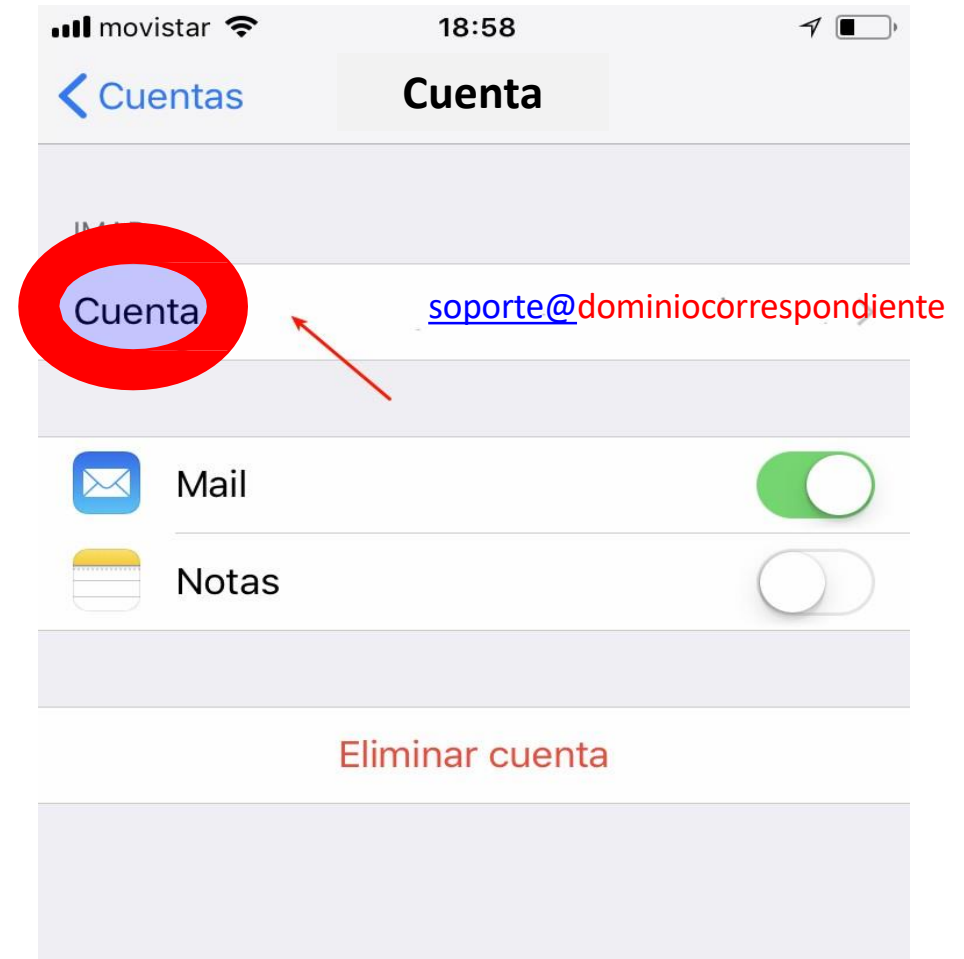 movistar 18:58
Cuentas Cuenta
Cuenta soporte@dominiocorrespondiente
Mail
Notas
Eliminar cuenta